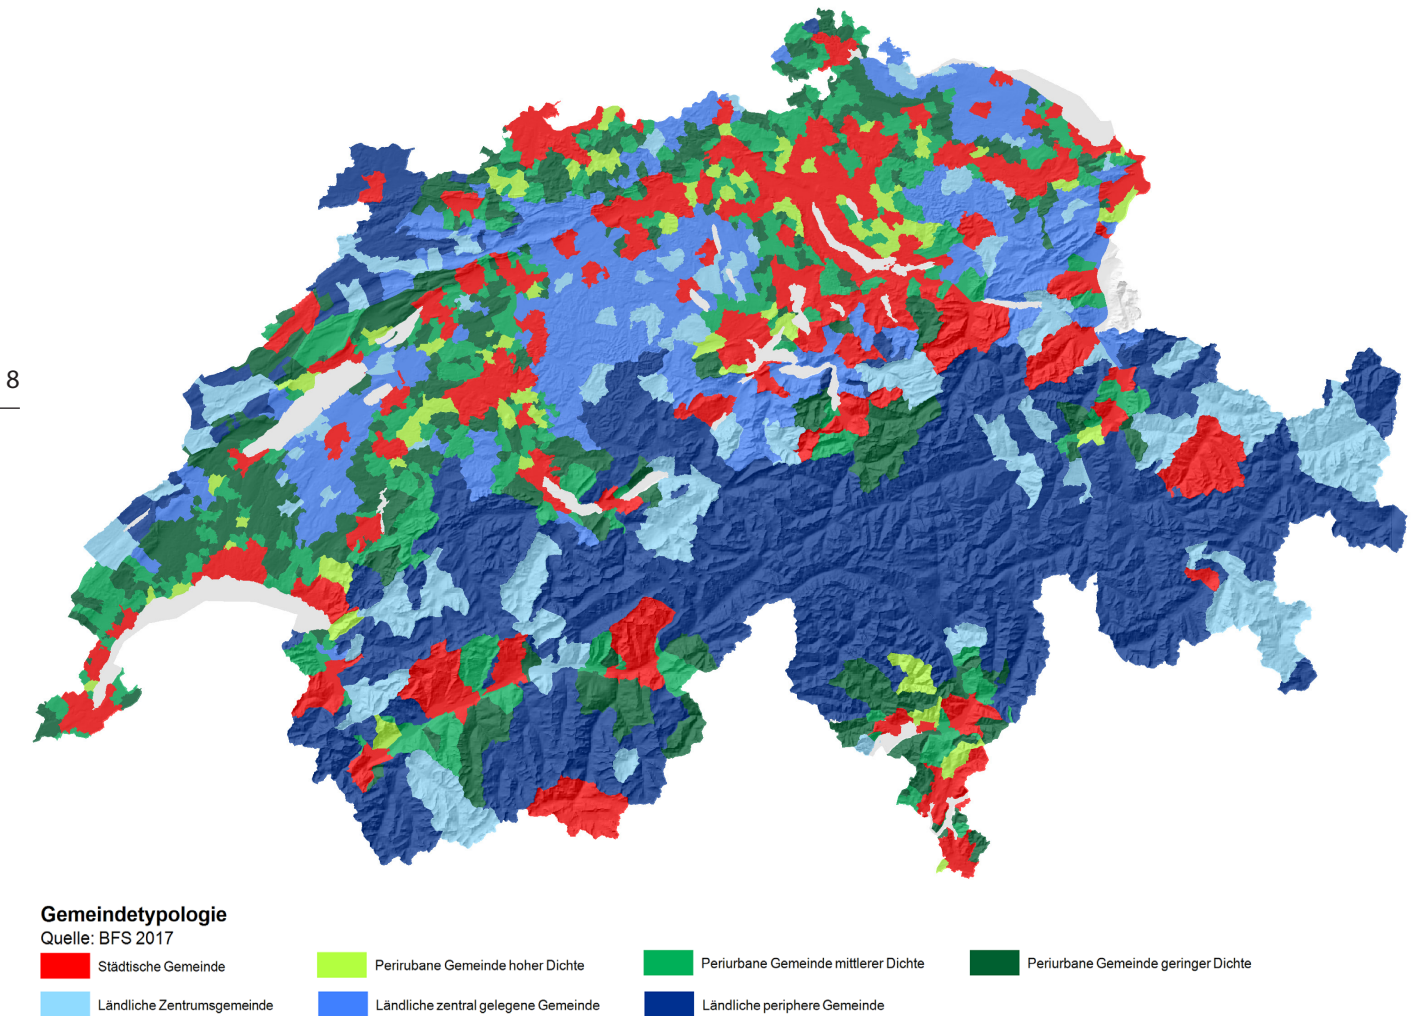 8
Gemeindetypologie
Quelle: BFS 2017
Städtische Gemeinde
Perirubane Gemeinde hoher Dichte
Periurbane Gemeinde mittlerer Dichte
Periurbane Gemeinde geringer Dichte
Ländliche Zentrumsgemeinde
Ländliche zentral gelegene Gemeinde
Ländliche periphere Gemeinde